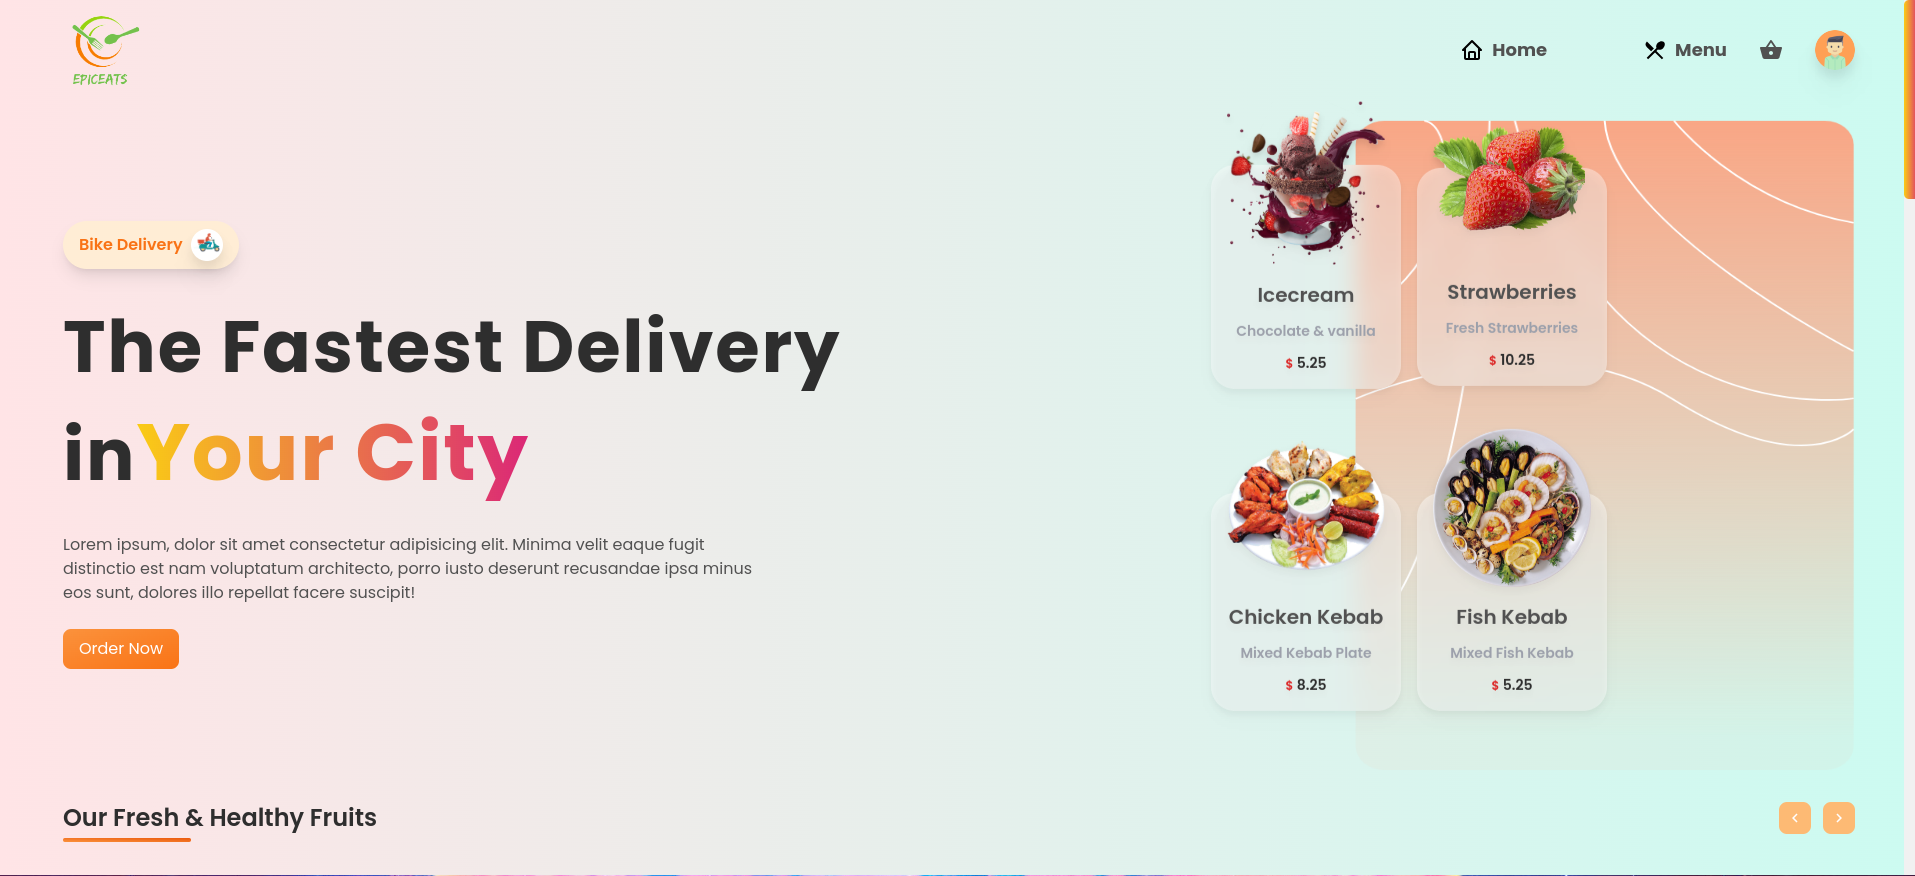 EPICEATS
Home
Menu
Bike Delivery
The Fastest Delivery
inYour City
Lorem ipsum, dolor sit amet consectetur adipisicing elit. Minima velit eaque fugit
distinctio est nam voluptatum architecto, porro iusto deserunt recusandae ipsa minus
eos sunt, dolores illo repellat facere suscipit!
Order Now
Icecream
Chocolate & vanilla
$ 5.25
Strawberries
Fresh Strawberries
$ 10.25
Chicken Kebab
Mixed Kebab Plate
$ 8.25
Fish Kebab
Mixed Fish Kebab
$ 5.25
Our Fresh & Healthy Fruits